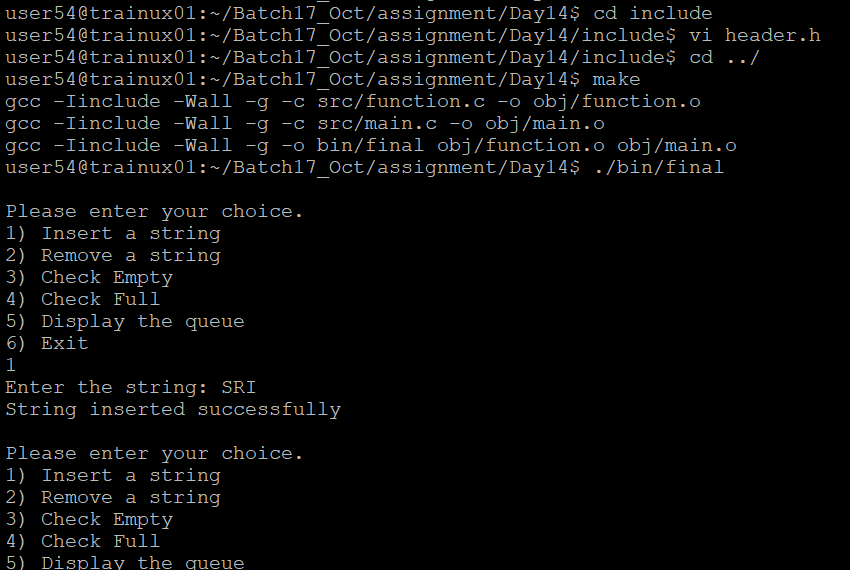 user54@trainux01:~/Batch17_Oct/assignment/Day14$ cd include
user54@trainux01:~/Batch17_Oct/assignment/Day14/include$ vi header.h
user54@trainux01:~/Batch17_Oct/assignment/Day14/include$ cd ../
user54@trainux01:~/Batch17_Oct/assignment/Day14$ make
gcc -Iinclude -Wall -g -c src/function.c -o obj/function.o
gcc -Iinclude -Wall -g -c src/main.c -o obj/main.o
gcc -Iinclude -Wall -g -o bin/final obj/function.o obj/main.o
user54@trainux01:~/Batch17_Oct/assignment/Day14$ ./bin/final
Please enter your choice.
1) Insert a string
2) Remove a string
3) Check Empty
4) Check Full
5) Display the queue
6) Exit
1
Enter the string: SRI
String inserted successfully
Please enter your choice.
1) Insert a string
2) Remove a string
3) Check Empty
4) Check Full
5) Display the queue